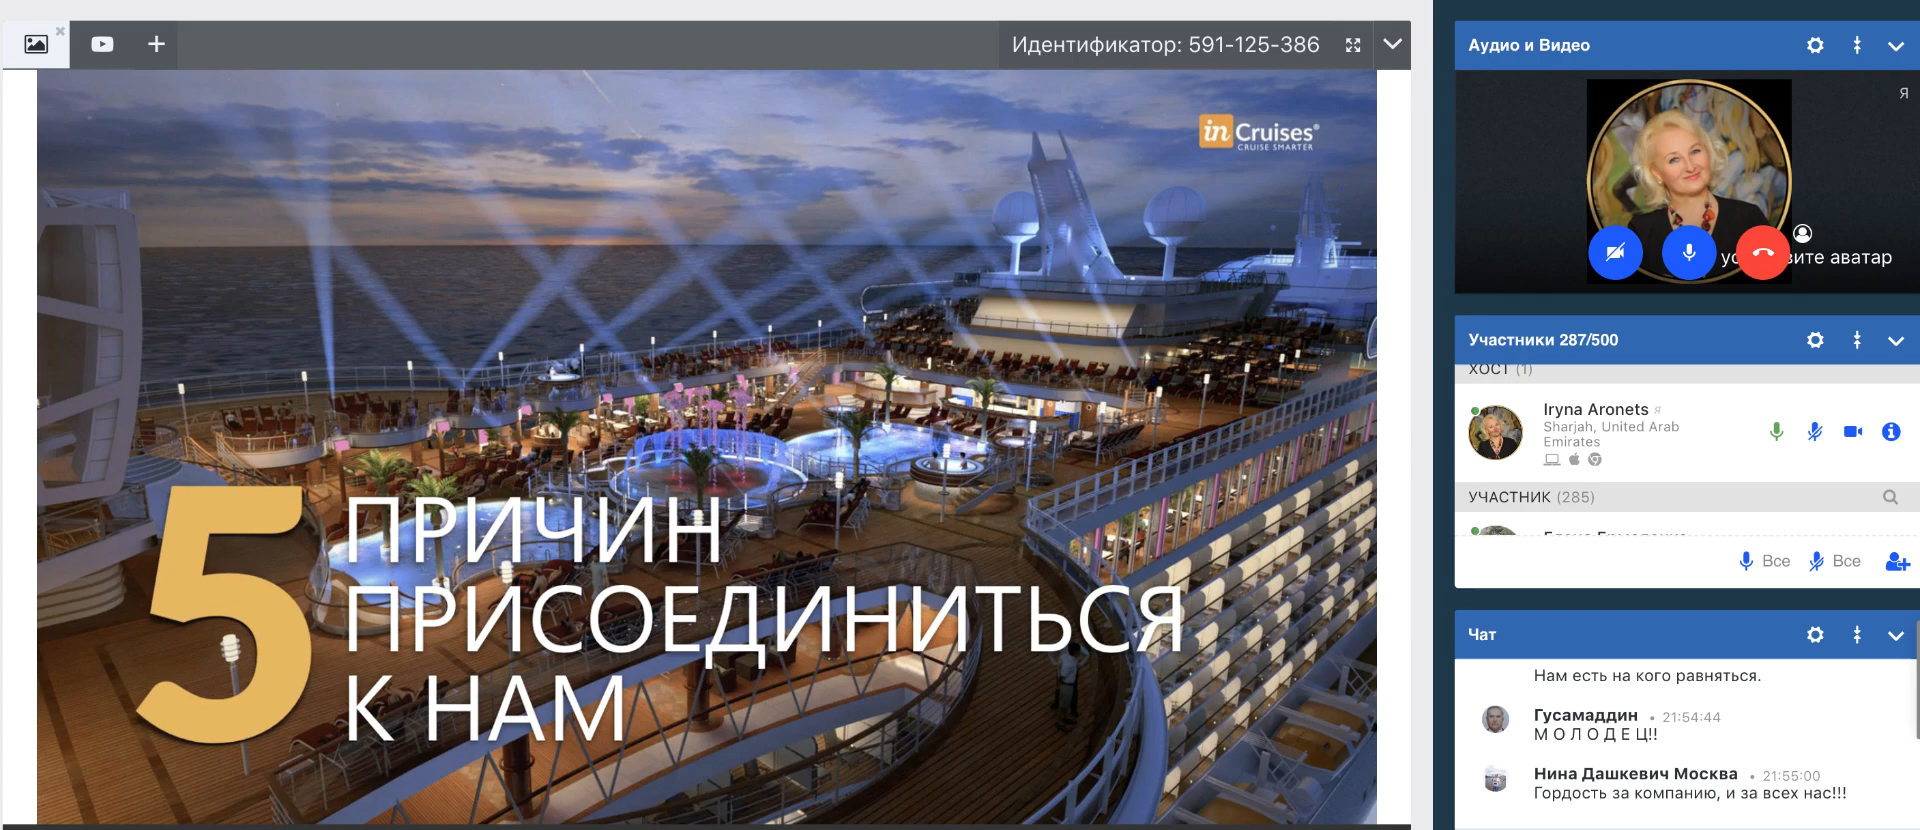 Идентификатор: 591-125-386
in Cruises®
CRUISE SMARTER
5
ПРИЧИН
ПРИСОЕДИНИТЬСЯ
К НАМ
Аудио и Видео
Я
вите аватар
Участники 287/500
ХОСТ (1)
Iryna Aronets Я
Sharjah, United Arab
Emirates
УЧАСТНИК (285)
Все Все
Чат
Нам есть на кого равняться.
Гусамаддин • 21:54:44
М О Л О Д Е Ц!!
Нина Дашкевич Москва • 21:55:00
Гордость за компанию, и за всех нас!!!